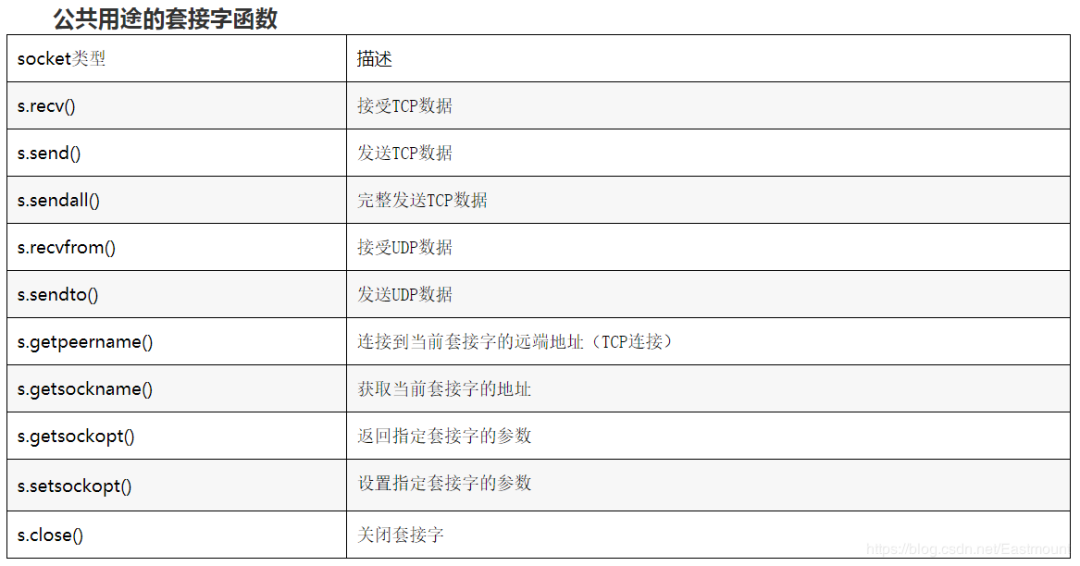 公共用途的套接字函数
socket类型 描述
s.recv() 接受TCP数据
s.send() 发送TCP数据
s.sendall() 完整发送TCP数据
s.recvfrom() 接受UDP数据
s.sendto() 发送UDP数据
s.getpeername() 连接到当前套接字的远端地址（TCP连接）
s.getsockname() 获取当前套接字的地址
s.getsockopt() 返回指定套接字的参数
s.setsockopt() 设置指定套接字的参数
s.close() 关闭套接字
https://blog.csdn.net/Eastmount